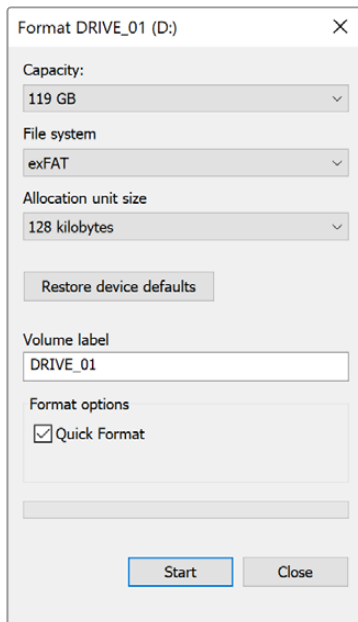 Format DRIVE_01 (D:)
Capacity:
119 GB
File system
exFAT
Allocation unit size
128 kilobytes
Restore device defaults
Volume label
DRIVE_01
Format options
Quick Format
Start Close